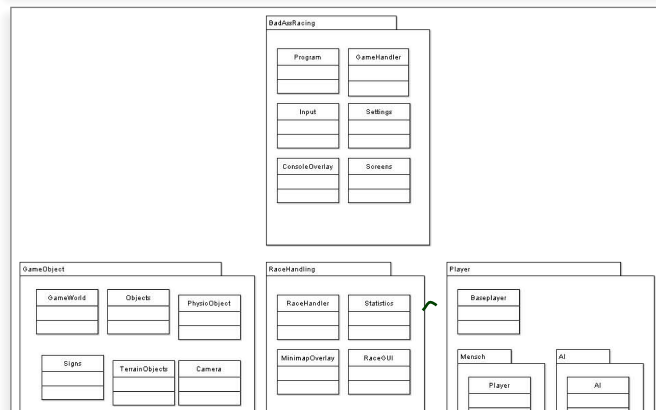 BadAssRacing
Program
GameHandler
Input
Settings
ConsoleOverlay
Screens
GameObject
GameWorld
Objects
PhysicObject
Signs
TerrainObjects
Camera
RaceHandling
RaceHandler
Statistics
MinimapOverlay
RaceGUI
Player
Baseplayer
Mensch
Player
AI
AI